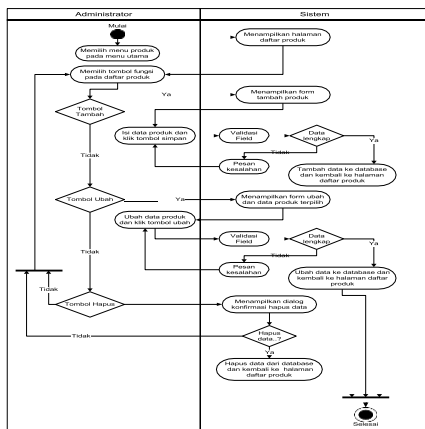 Administrator
Sistem
Mulai
Memilih menu produk
pada menu utama
Menampilkan halaman
daftar produk
Memilih tombol fungsi
pada daftar produk
Ya
Menampilkan form
tambah produk
Tombol
Tambah
Isi data produk dan
klik tombol simpan
Validasi
Field
Data
lengkap
Ya
Tidak
Pesan
kesalahan
Tidak
Tambah data ke database
dan kembali ke halaman
daftar produk
Tombol Ubah
Ya
Menampilkan form ubah
dan data produk terpilih
Ubah data produk
dan klik tombol ubah
Validasi
Field
Data
lengkap
Ya
Tidak
Tidak
Pesan
kesalahan
Ubah data ke database dan
kembali ke halaman daftar
produk
Tidak
Tombol Hapus
Menampilkan dialog
konfirmasi hapus data
Tidak
Hapus
data..?
Ya
Hapus data dari database
dan kembali ke halaman
daftar produk
Selesai